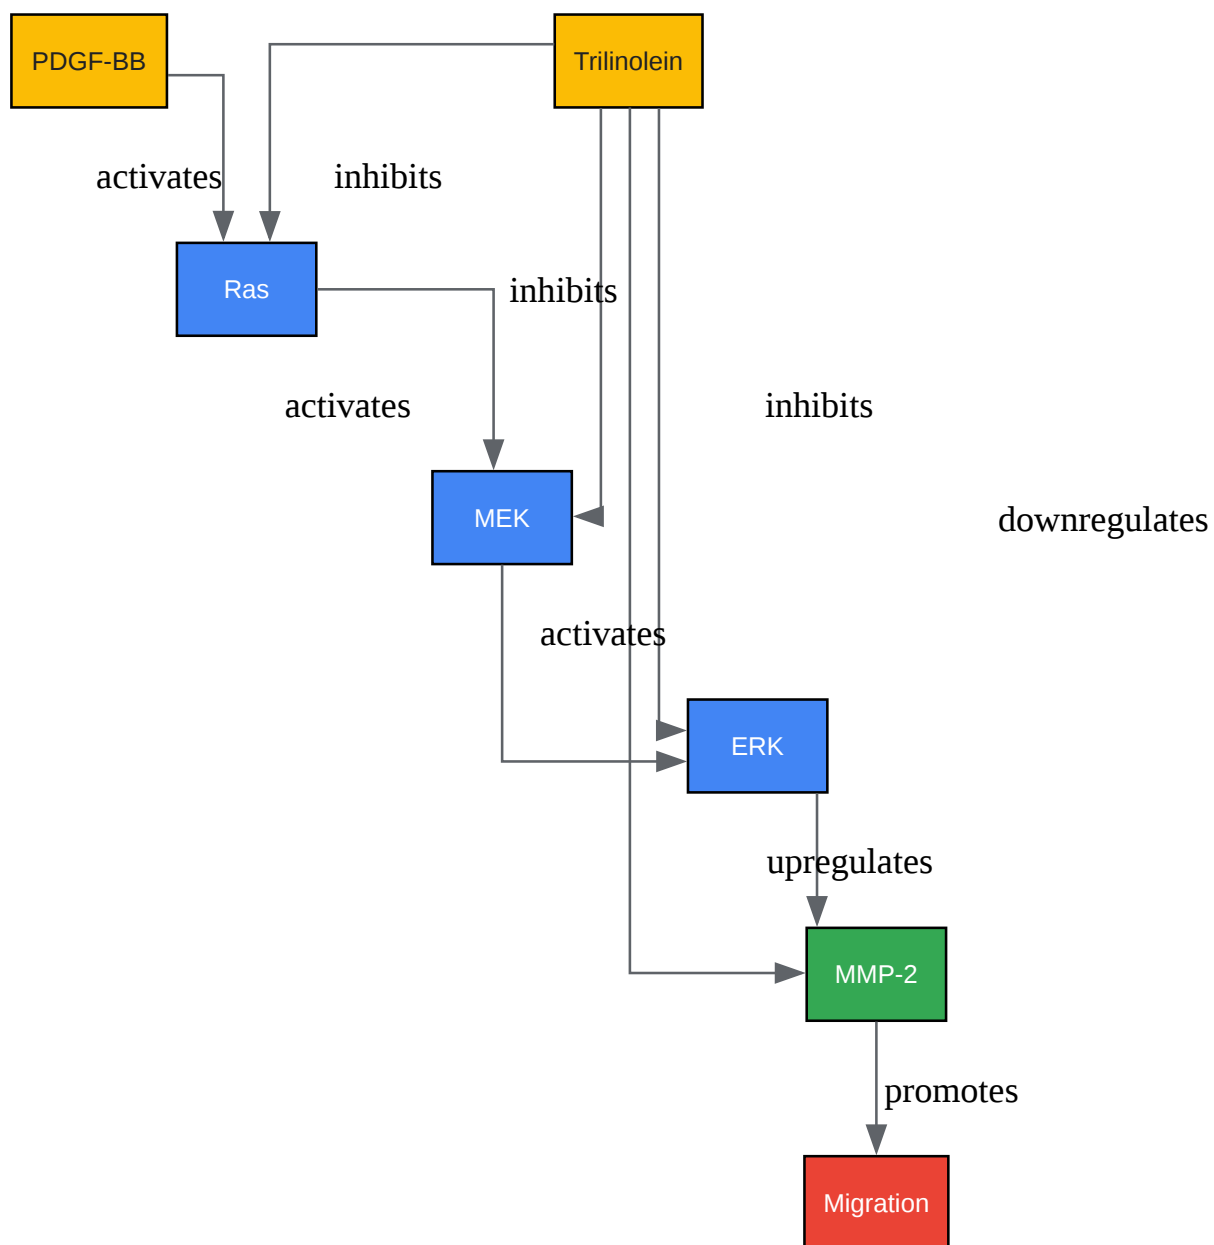 PDGF-BB
Trilinolein
activates
inhibits
Ras
inhibits
activates
inhibits
MEK
downregulates
activates
ERK
upregulates
MMP-2
promotes
Migration